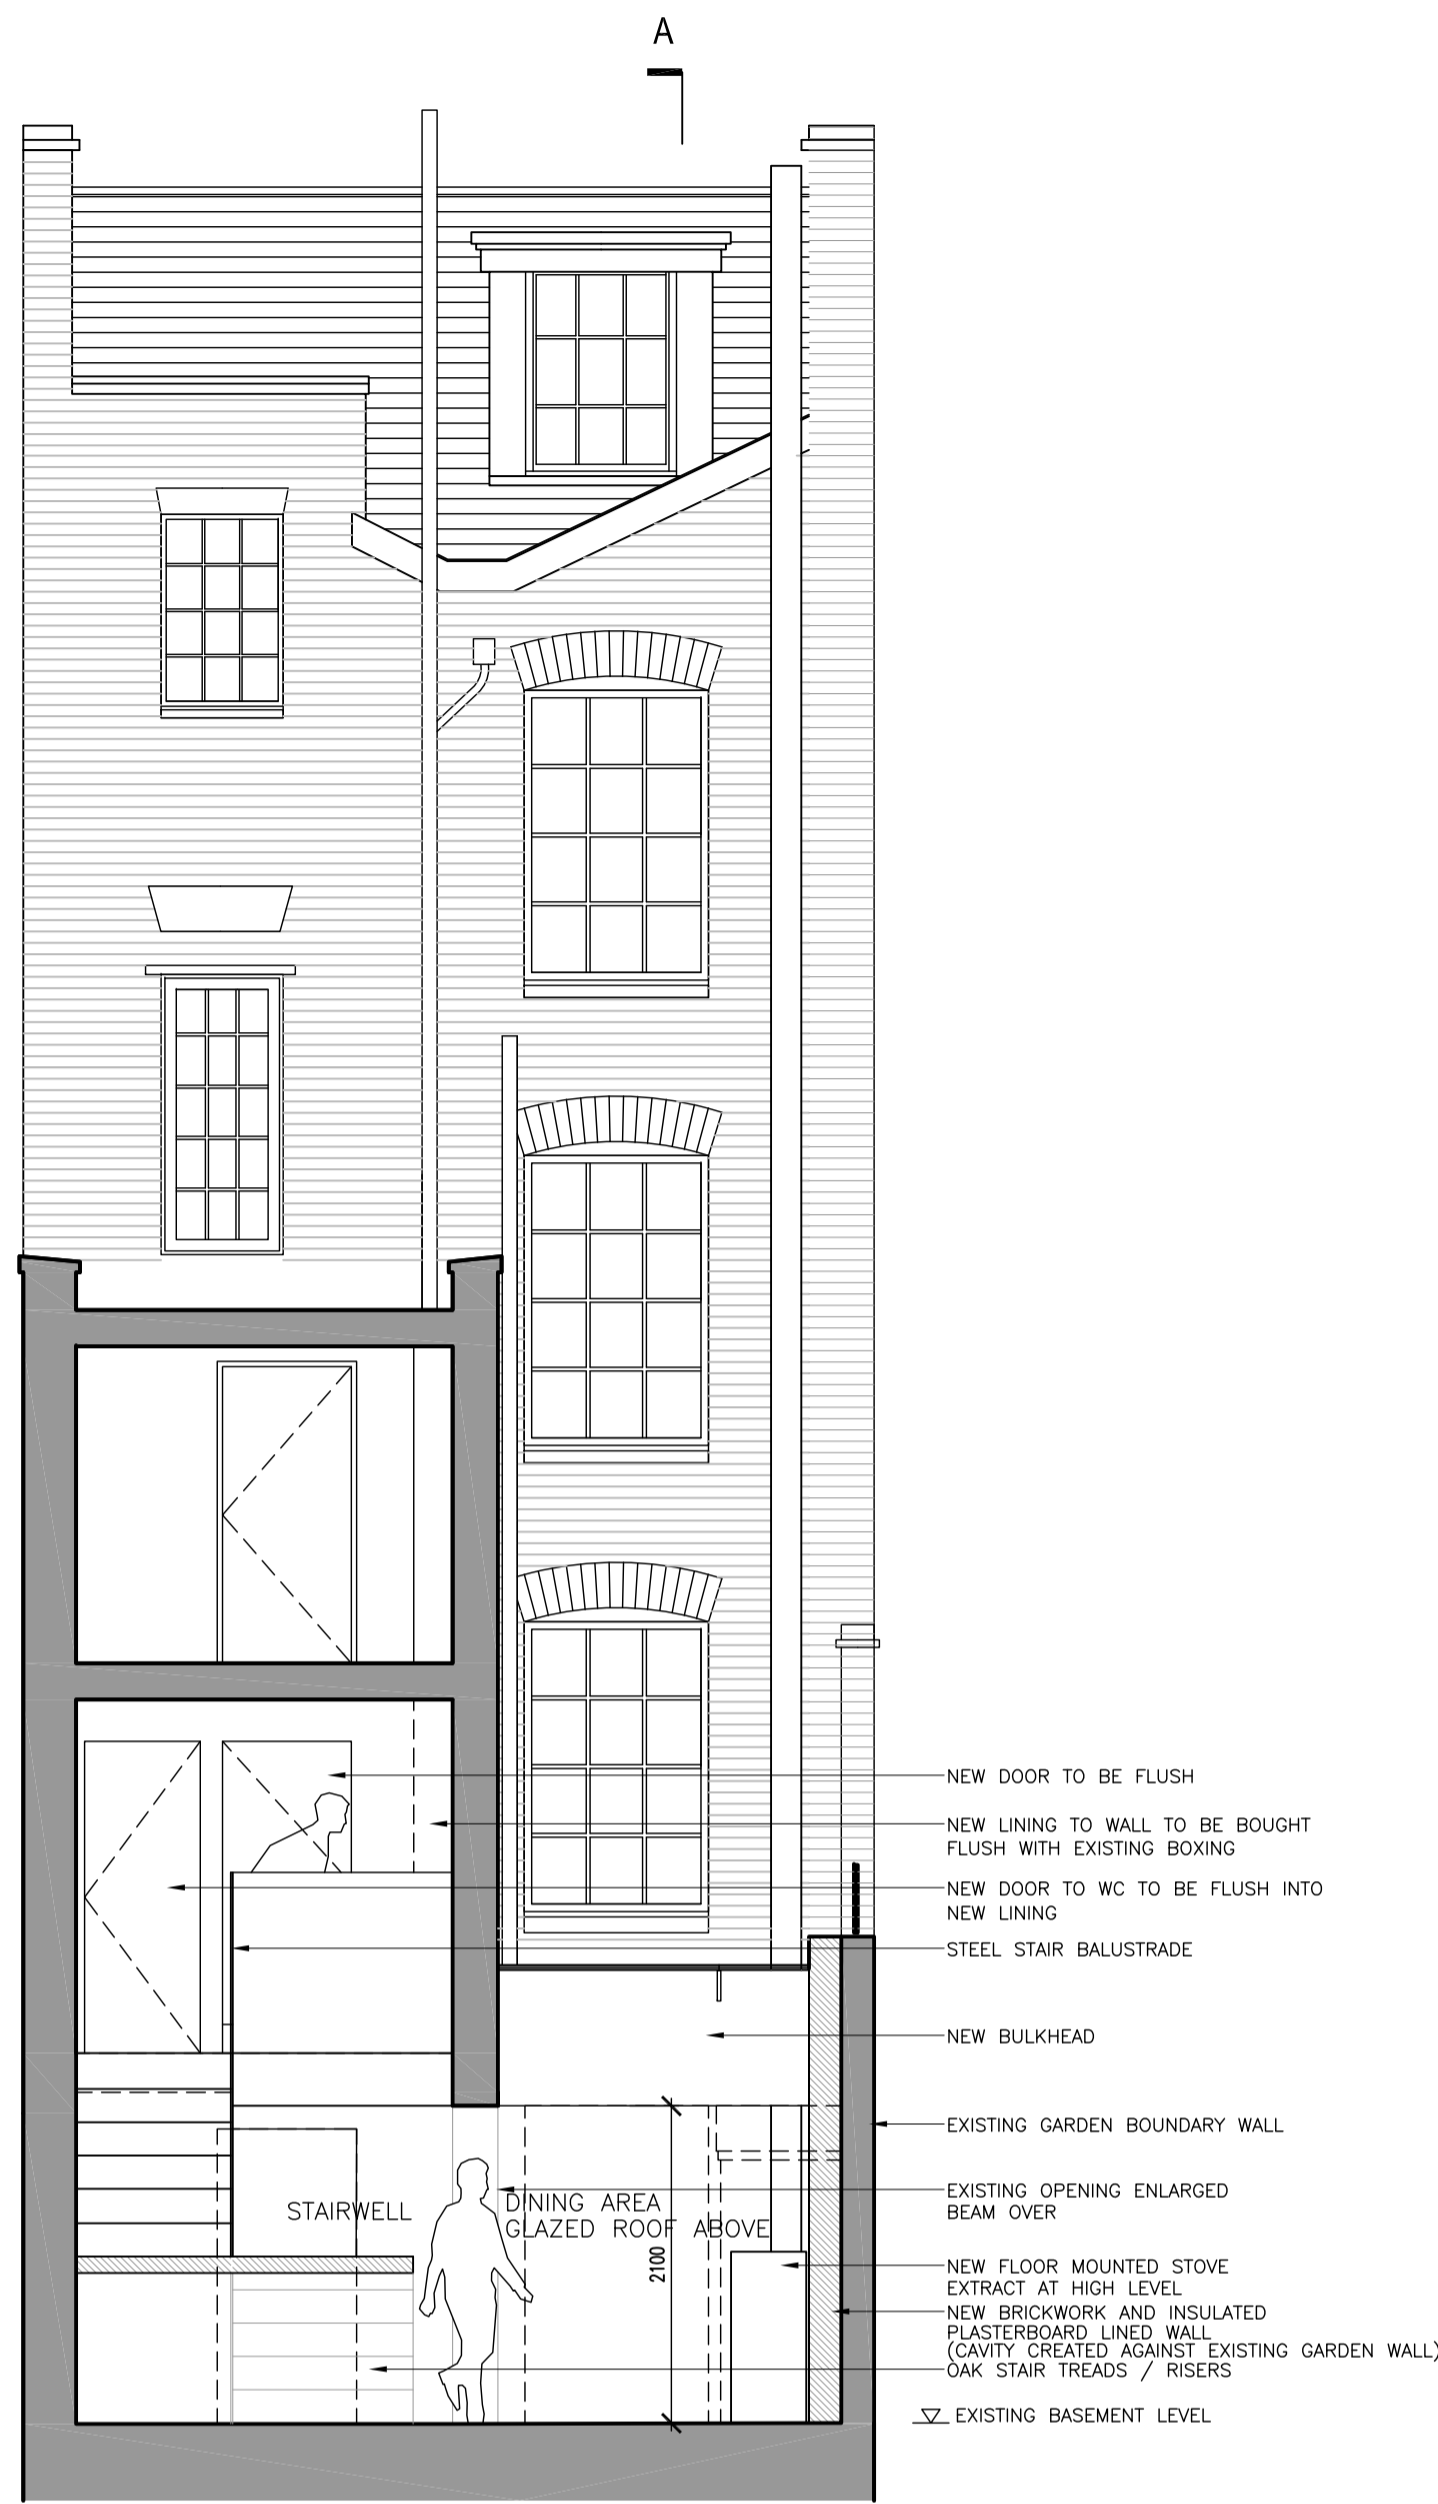 A
NEW DOOR TO BE FLUSH
NEW LINING TO WALL TO BE BOUGHT
FLUSH WITH EXISTING BOXING
NEW DOOR TO WC TO BE FLUSH INTO
NEW LINING
STEEL STAIR BALUSTRADE
NEW BULKHEAD
EXISTING GARDEN BOUNDARY WALL
EXISTING OPENING ENLARGED
BEAM OVER
STAIRWELL
DINING AREA
GLAZED ROOF ABOVE
2100
NEW FLOOR MOUNTED STOVE
EXTRACT AT HIGH LEVEL
NEW BRICKWORK AND INSULATED
PLASTERBOARD LINED WALL
(CAVITY CREATED AGAINST EXISTING GARDEN WALL)
OAK STAIR TREADS / RISERS
EXISTING BASEMENT LEVEL